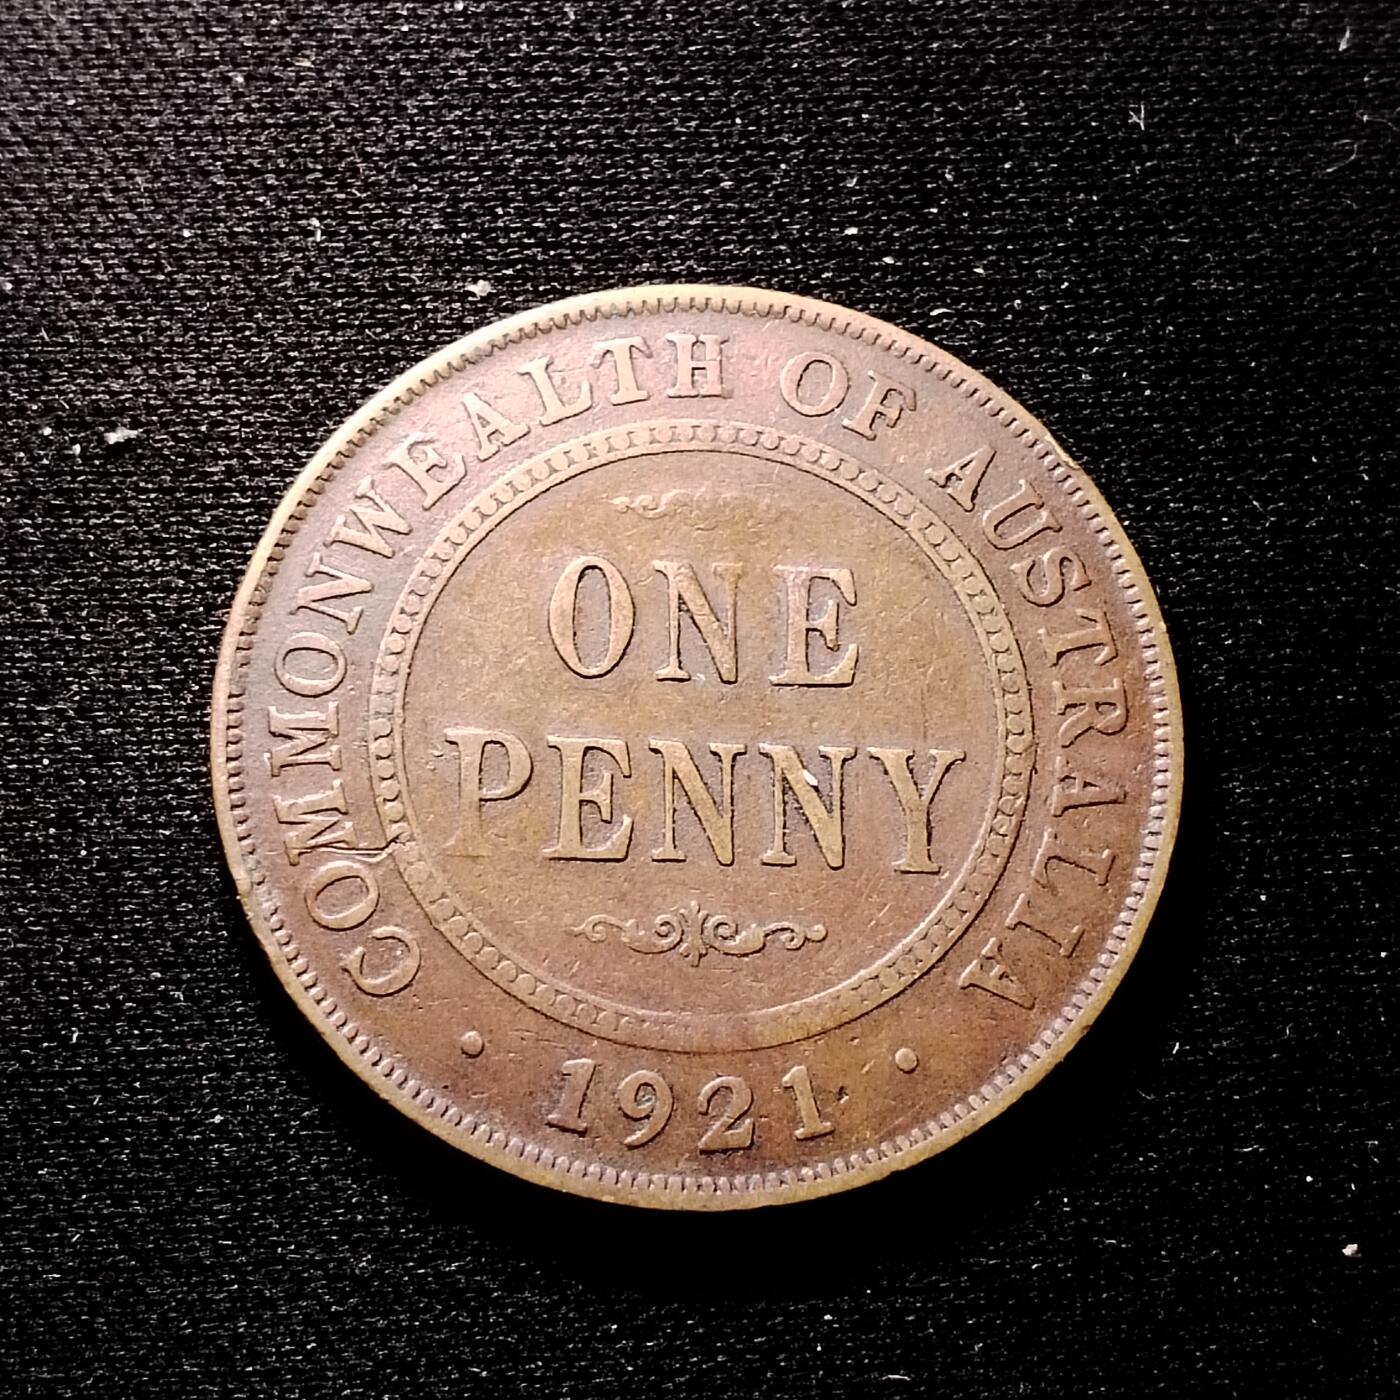 COMMONWEALTH OF AUSTRALIA
ONE
PENNY
· 1921 ·